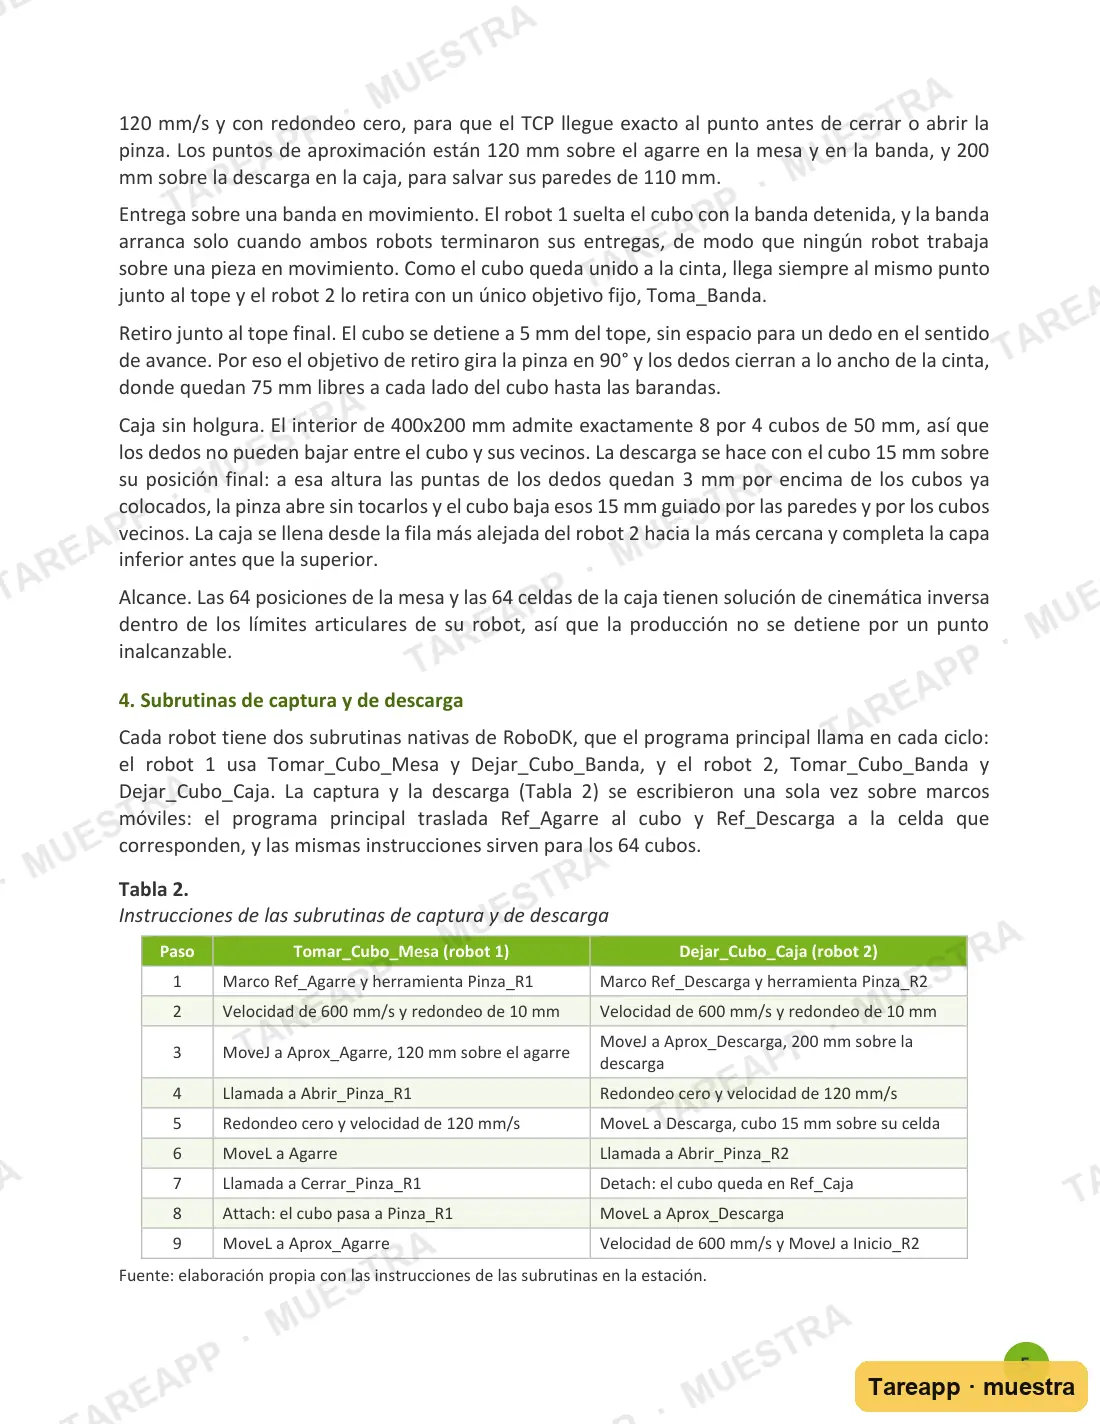 120 mm/s y con redondeo cero, para que el TCP llegue exacto al punto antes de cerrar o abrir la
pinza. Los puntos de aproximación están 120 mm sobre el agarre en la mesa y en la banda, y 200
mm sobre la descarga en la caja, para salvar sus paredes de 110 mm.
Entrega sobre una banda en movimiento. El robot 1 suelta el cubo con la banda detenida, y la banda
arranca solo cuando ambos robots terminaron sus entregas, de modo que ningún robot trabaja
sobre una pieza en movimiento. Como el cubo queda unido a la cinta, llega siempre al mismo punto
junto al tope y el robot 2 lo retira con un único objetivo fijo, Toma_Banda.
Retiro junto al tope final. El cubo se detiene a 5 mm del tope, sin espacio para un dedo en el sentido
de avance. Por eso el objetivo de retiro gira la pinza en 90° y los dedos cierran a lo ancho de la cinta,
donde quedan 75 mm libres a cada lado del cubo hasta las barandas.
Caja sin holgura. El interior de 400x200 mm admite exactamente 8 por 4 cubos de 50 mm, así que
los dedos no pueden bajar entre el cubo y sus vecinos. La descarga se hace con el cubo 15 mm sobre
su posición final: a esa altura las puntas de los dedos quedan 3 mm por encima de los cubos ya
colocados, la pinza abre sin tocarlos y el cubo baja esos 15 mm guiado por las paredes y por los cubos
vecinos. La caja se llena desde la fila más alejada del robot 2 hacia la más cercana y completa la capa
inferior antes que la superior.
Alcance. Las 64 posiciones de la mesa y las 64 celdas de la caja tienen solución de cinemática inversa
dentro de los límites articulares de su robot, así que la producción no se detiene por un punto
inalcanzable.
4. Subrutinas de captura y de descarga
Cada robot tiene dos subrutinas nativas de RoboDK, que el programa principal llama en cada ciclo:
el robot 1 usa Tomar_Cubo_Mesa y Dejar_Cubo_Banda, y el robot 2, Tomar_Cubo_Banda y
Dejar_Cubo_Caja. La captura y la descarga (Tabla 2) se escribieron una sola vez sobre marcos
móviles: el programa principal traslada Ref_Agarre al cubo y Ref_Descarga a la celda que
corresponden, y las mismas instrucciones sirven para los 64 cubos.
Tabla 2.
Instrucciones de las subrutinas de captura y de descarga
Paso Tomar_Cubo_Mesa (robot 1) Dejar_Cubo_Caja (robot 2)
1 Marco Ref_Agarre y herramienta Pinza_R1 Marco Ref_Descarga y herramienta Pinza_R2
2 Velocidad de 600 mm/s y redondeo de 10 mm Velocidad de 600 mm/s y redondeo de 10 mm
3 MoveJ a Aprox_Agarre, 120 mm sobre el agarre MoveJ a Aprox_Descarga, 200 mm sobre la
descarga
4 Llamada a Abrir_Pinza_R1 Redondeo cero y velocidad de 120 mm/s
5 Redondeo cero y velocidad de 120 mm/s MoveL a Descarga, cubo 15 mm sobre su celda
6 MoveL a Agarre Llamada a Abrir_Pinza_R2
7 Llamada a Cerrar_Pinza_R1 Detach: el cubo queda en Ref_Caja
8 Attach: el cubo pasa a Pinza_R1 MoveL a Aprox_Descarga
9 MoveL a Aprox_Agarre Velocidad de 600 mm/s y MoveJ a Inicio_R2
Fuente: elaboración propia con las instrucciones de las subrutinas en la estación.
Tareapp · muestra